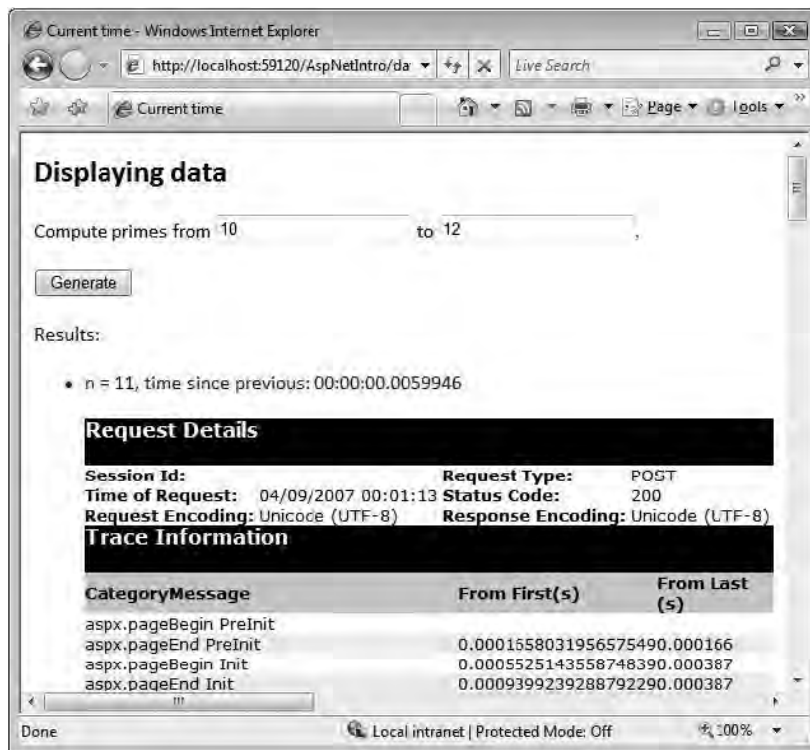 Current time - Windows Internet Explorer
http://localhost:59120/AspNetIntro/da
Live Search
Current time
Page
Tools
Displaying data
Compute primes from 10 to 12 .
Generate
Results:
• n = 11, time since previous: 00:00:00.0059946
Request Details
Session Id: Request Type: POST
Time of Request: 04/09/2007 00:01:13 Status Code: 200
Request Encoding: Unicode (UTF-8) Response Encoding: Unicode (UTF-8)
Trace Information
CategoryMessage From First(s) From Last (s)
aspx.pageBegin PreInit
aspx.pageEnd PreInit 0.0001558031956575490.000166
aspx.pageBegin Init 0.0005525143558748390.000387
aspx.pageEnd Init 0.0009399239288792290.000387
Done Local intranet | Protected Mode: Off 100%